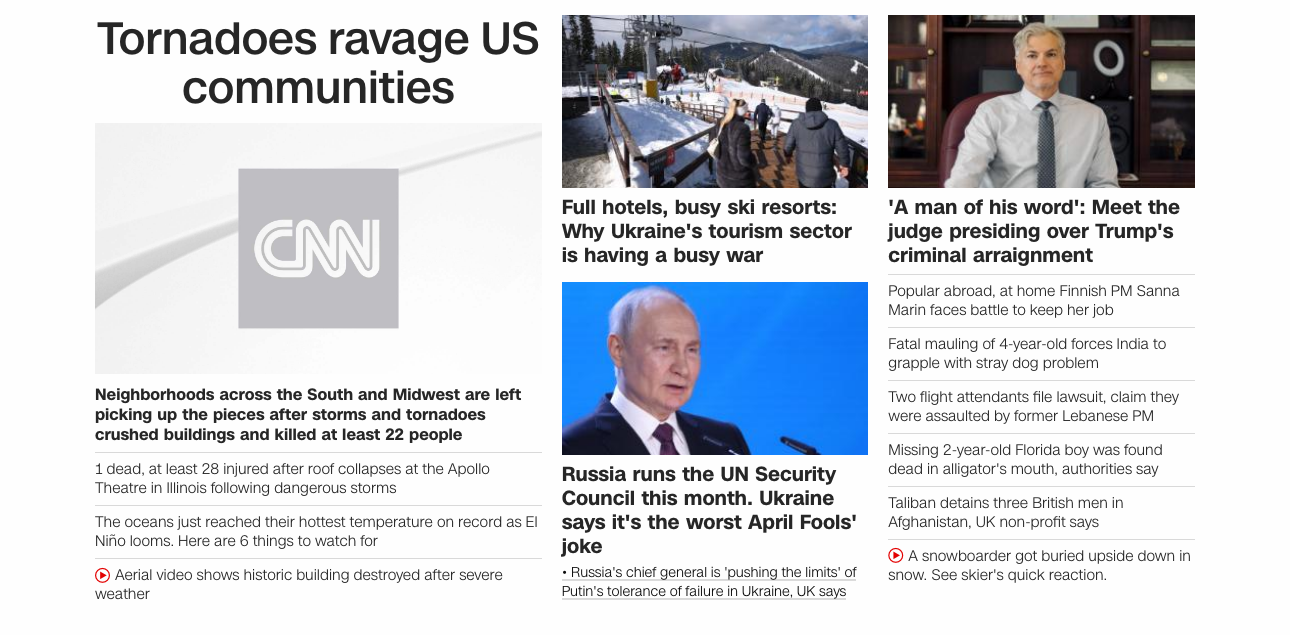 Tornadoes ravage US
communities
CNN
Neighborhoods across the South and Midwest are left
picking up the pieces after storms and tornadoes
crushed buildings and killed at least 22 people
1 dead, at least 28 injured after roof collapses at the Apollo
Theatre in Illinois following dangerous storms
The oceans just reached their hottest temperature on record as El
Niño looms. Here are 6 things to watch for
Aerial video shows historic building destroyed after severe
weather
Full hotels, busy ski resorts:
Why Ukraine's tourism sector
is having a busy war
Russia runs the UN Security
Council this month. Ukraine
says it's the worst April Fools'
joke
• Russia's chief general is 'pushing the limits' of
Putin's tolerance of failure in Ukraine, UK says
'A man of his word': Meet the
judge presiding over Trump's
criminal arraignment
Popular abroad, at home Finnish PM Sanna
Marin faces battle to keep her job
Fatal mauling of 4-year-old forces India to
grapple with stray dog problem
Two flight attendants file lawsuit, claim they
were assaulted by former Lebanese PM
Missing 2-year-old Florida boy was found
dead in alligator's mouth, authorities say
Taliban detains three British men in
Afghanistan, UK non-profit says
A snowboarder got buried upside down in
snow. See skier's quick reaction.